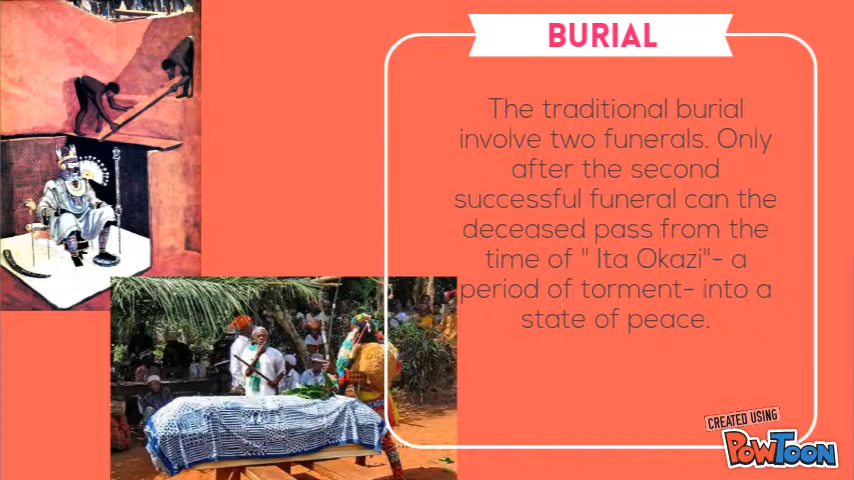 BURIAL
The traditional burial
involve two funerals. Only
after the second
successful funeral can the
deceased pass from the
time of " Ita Okazi"- a
period of torment- into a
state of peace.
CREATED USING
POWTOON